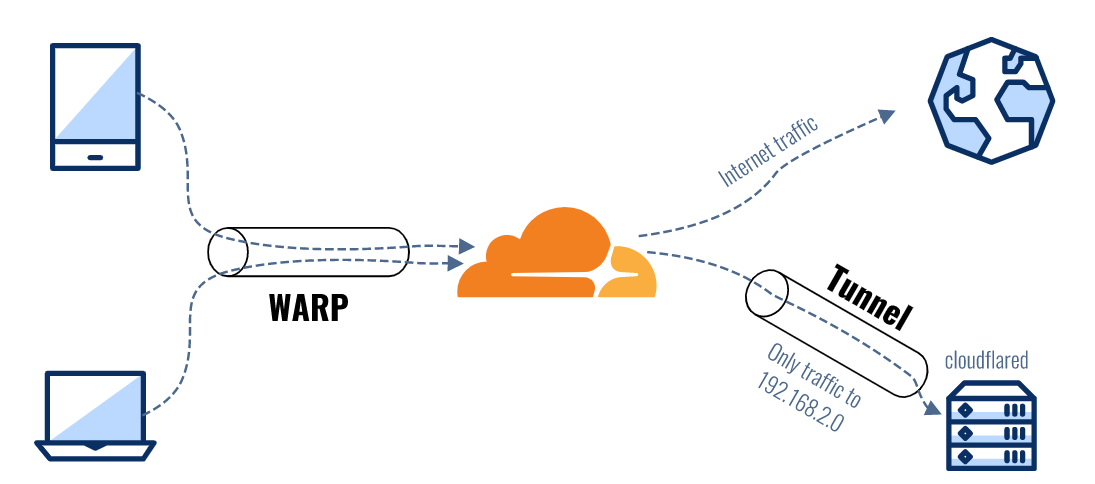 Internet traffic
WARP
Tunnel
Only traffic to
192.168.2.0
cloudflared